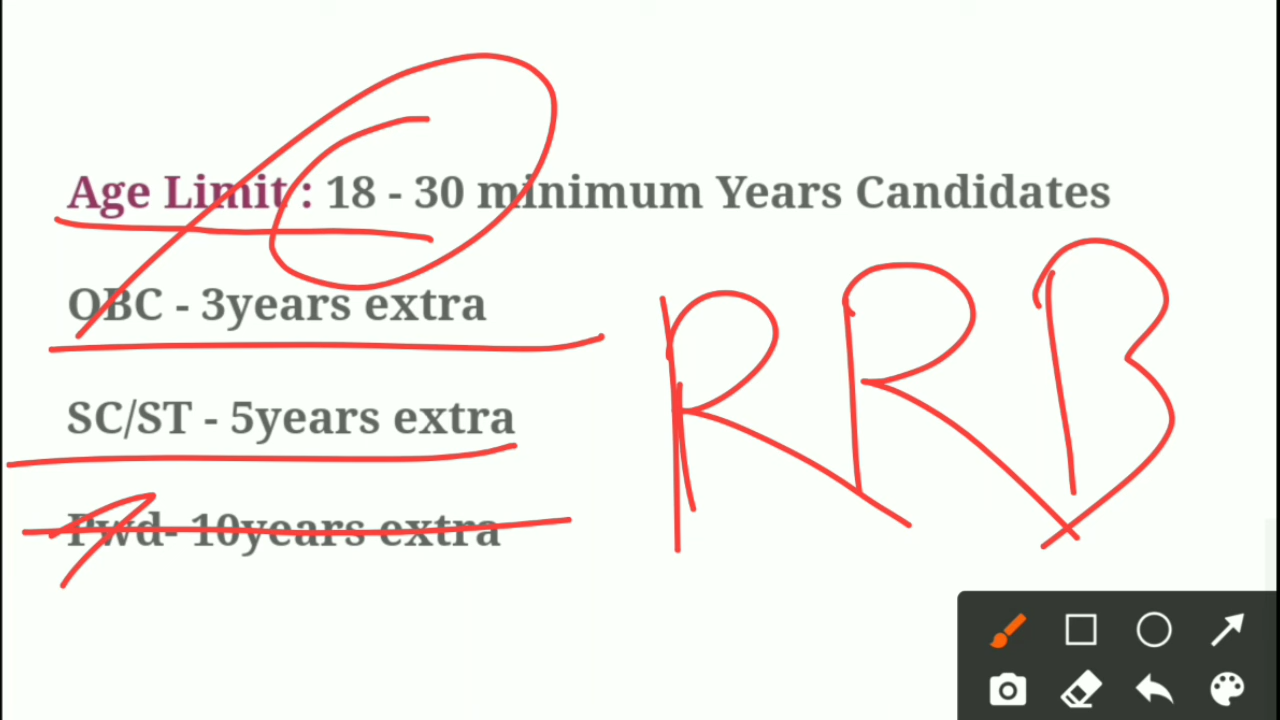 Age Limit : 18 - 30 minimum Years Candidates
OBC - 3years extra
SC/ST - 5years extra
Pwd- 10years extra
RRB